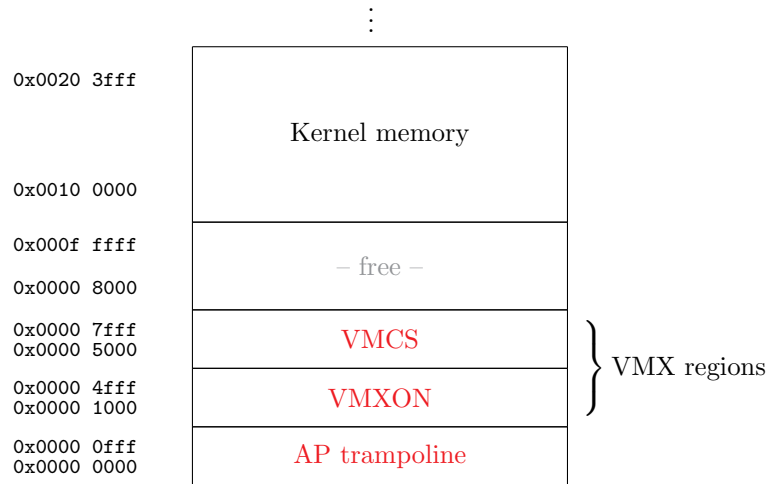 ⋮
0x0020 3fff
Kernel memory
0x0010 0000
0x000f ffff
– free –
0x0000 8000
0x0000 7fff
VMCS
0x0000 5000
VMX regions
0x0000 4fff
VMXON
0x0000 1000
0x0000 0fff
AP trampoline
0x0000 0000